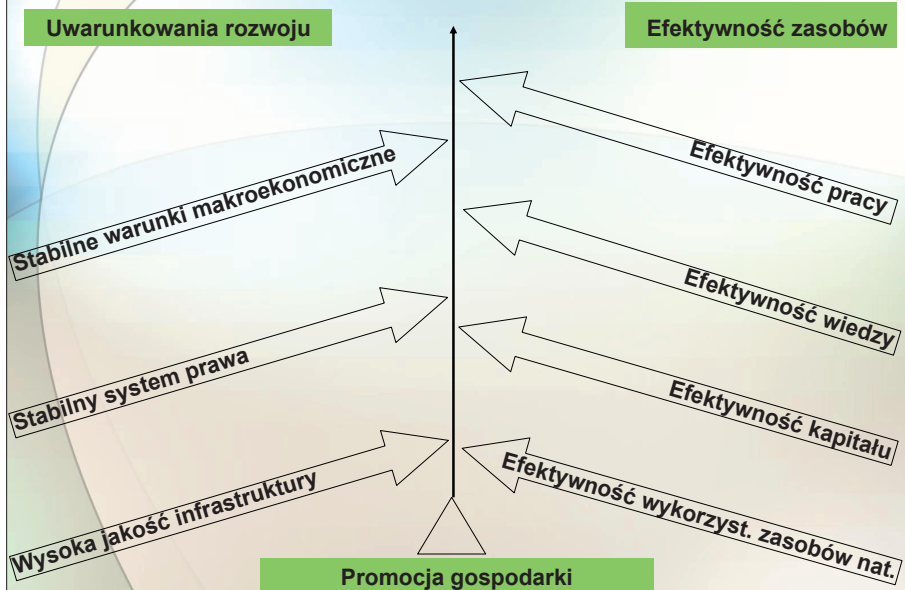 Uwarunkowania rozwoju
Efektywność zasobów
Stabilne warunki makroekonomiczne
Stabilny system prawa
Wysoka jakość infrastruktury
Efektywność pracy
Efektywność wiedzy
Efektywność kapitału
Efektywność wykorzyst. zasobów nat.
Promocja gospodarki